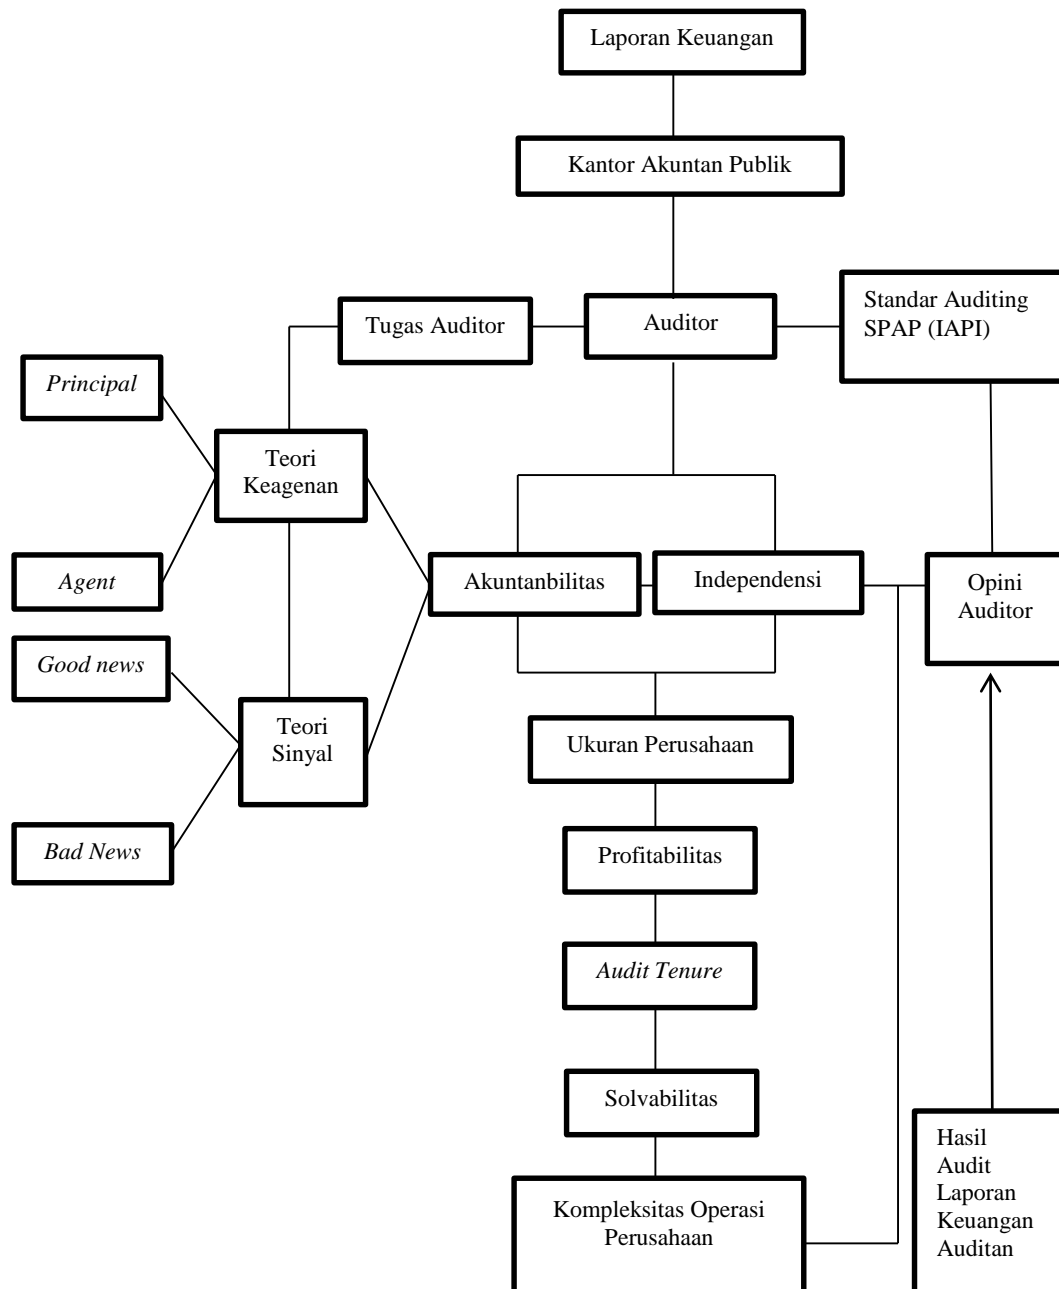 Laporan Keuangan
Kantor Akuntan Publik
Standar Auditing
SPAP (IAPI)
Tugas Auditor
Auditor
Principal
Teori
Keagenan
Agent
Akuntanbilitas
Independensi
Opini
Auditor
Good news
Teori
Sinyal
Ukuran Perusahaan
Bad News
Profitabilitas
Audit Tenure
Solvabilitas
Hasil
Audit
Laporan
Keuangan
Auditan
Kompleksitas Operasi
Perusahaan